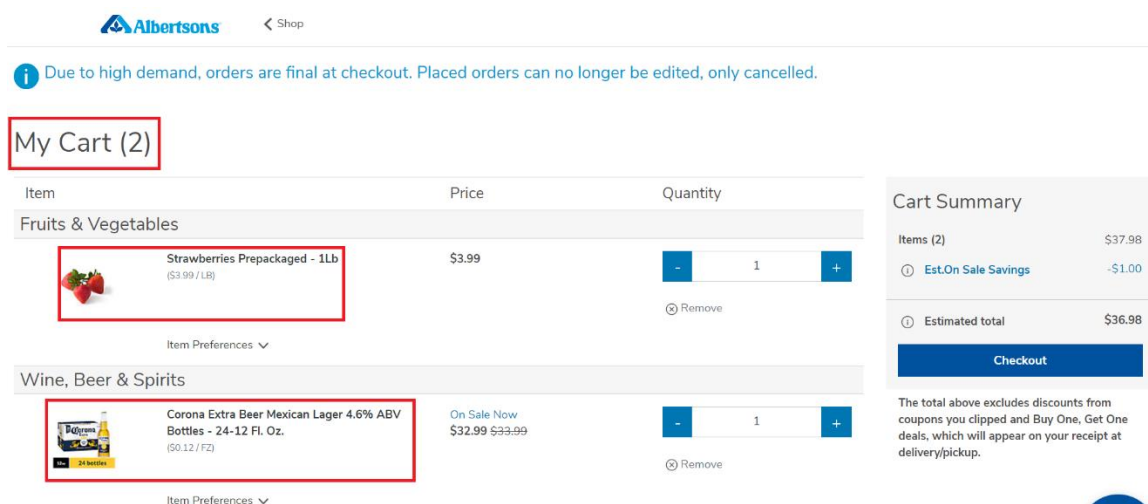 Albertsons
Shop
Due to high demand, orders are final at checkout. Placed orders can no longer be edited, only cancelled.
My Cart (2)
Item Price Quantity
Fruits & Vegetables
Strawberries Prepackaged - 1Lb $3.99 - 1 +
($3.99 / LB)
Remove
Item Preferences
Wine, Beer & Spirits
Corona Extra Beer Mexican Lager 4.6% ABV On Sale Now
Bottles - 24-12 Fl. Oz. $32.99 $33.99 - 1 +
($0.12 / FZ)
Corona
24 bottles
Remove
Item Preferences
Cart Summary
Items (2) $37.98
Est.On Sale Savings -$1.00
Estimated total $36.98
Checkout
The total above excludes discounts from
coupons you clipped and Buy One, Get One
deals, which will appear on your receipt at
delivery/pickup.